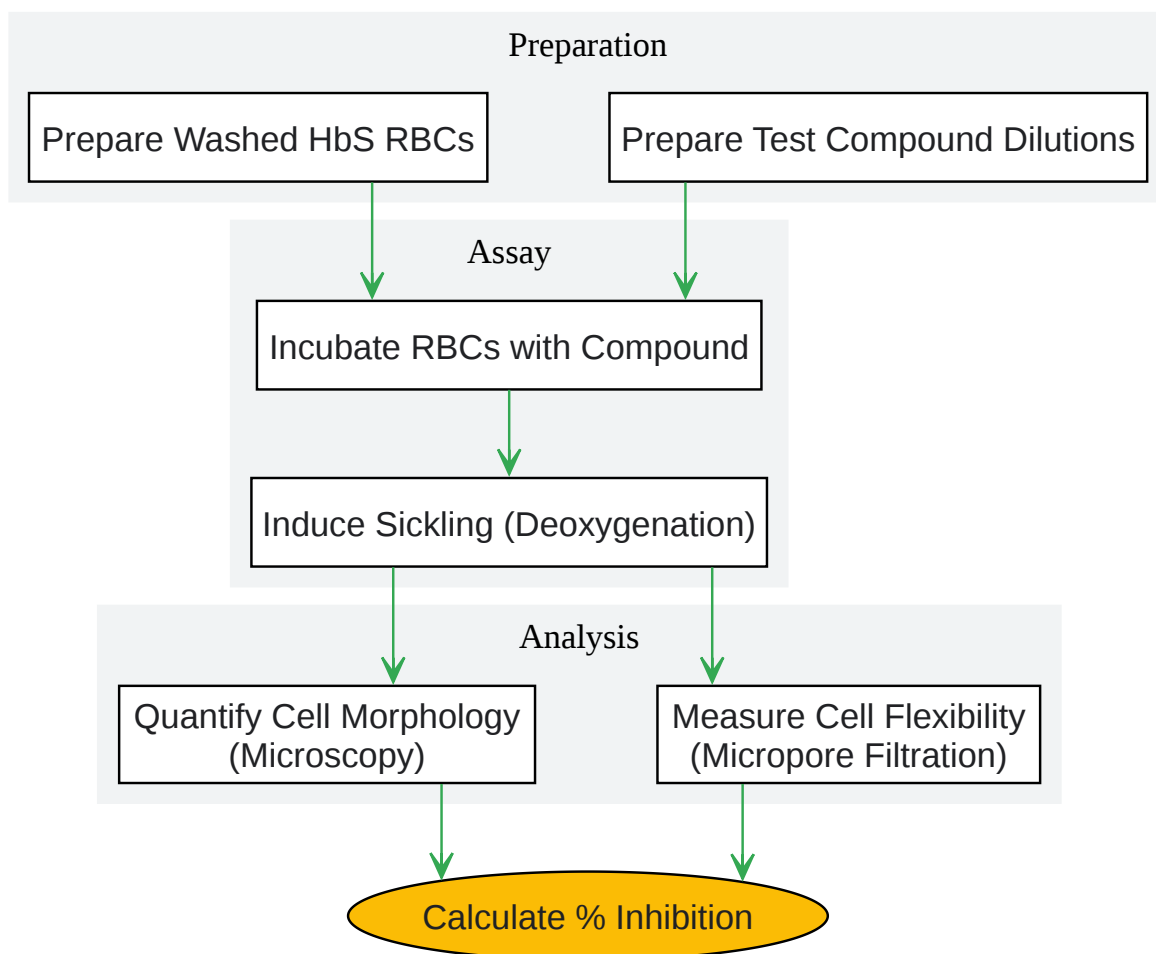 Preparation
Prepare Washed HbS RBCs
Prepare Test Compound Dilutions
Assay
Incubate RBCs with Compound
Induce Sickling (Deoxygenation)
Analysis
Quantify Cell Morphology
(Microscopy)
Measure Cell Flexibility
(Micropore Filtration)
Calculate % Inhibition